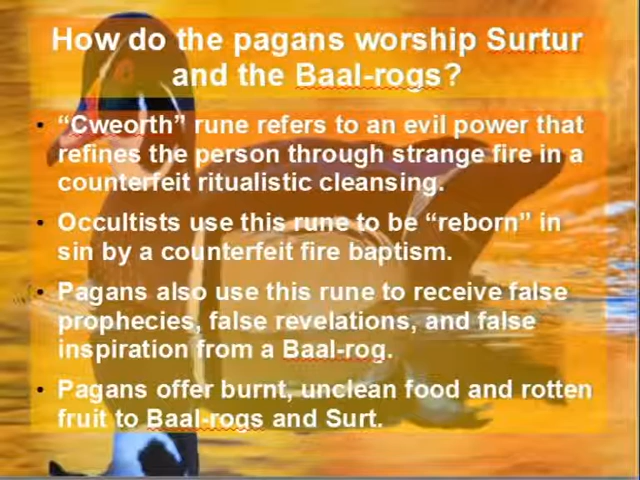 How do the pagans worship Surtur
and the Baal-rogs?
• “Cweorth” rune refers to an evil power that
refines the person through strange fire in a
counterfeit ritualistic cleansing.
• Occultists use this rune to be “reborn” in
sin by a counterfeit fire baptism.
• Pagans also use this rune to receive false
prophecies, false revelations, and false
inspiration from a Baal-rog.
• Pagans offer burnt, unclean food and rotten
fruit to Baal-rogs and Surt.